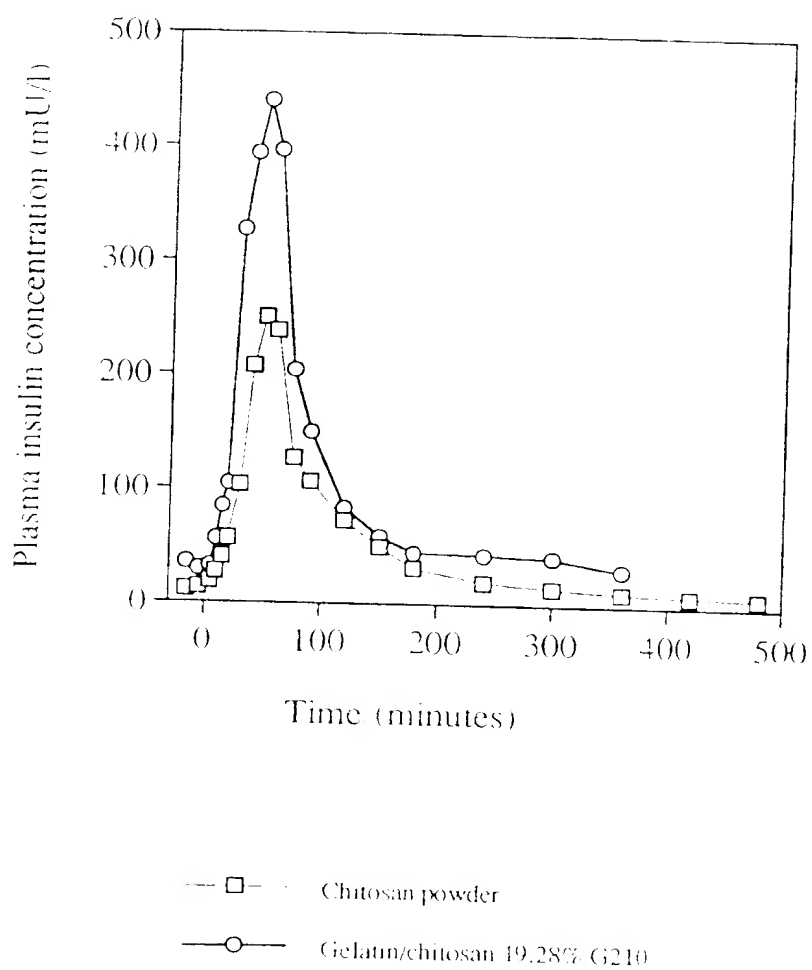 500
400
300
200
100
0
Plasma insulin concentration (mU/l)
0 100 200 300 400 500
Time (minutes)
Chitosan powder
Gelatin/chitosan 19.28% G210